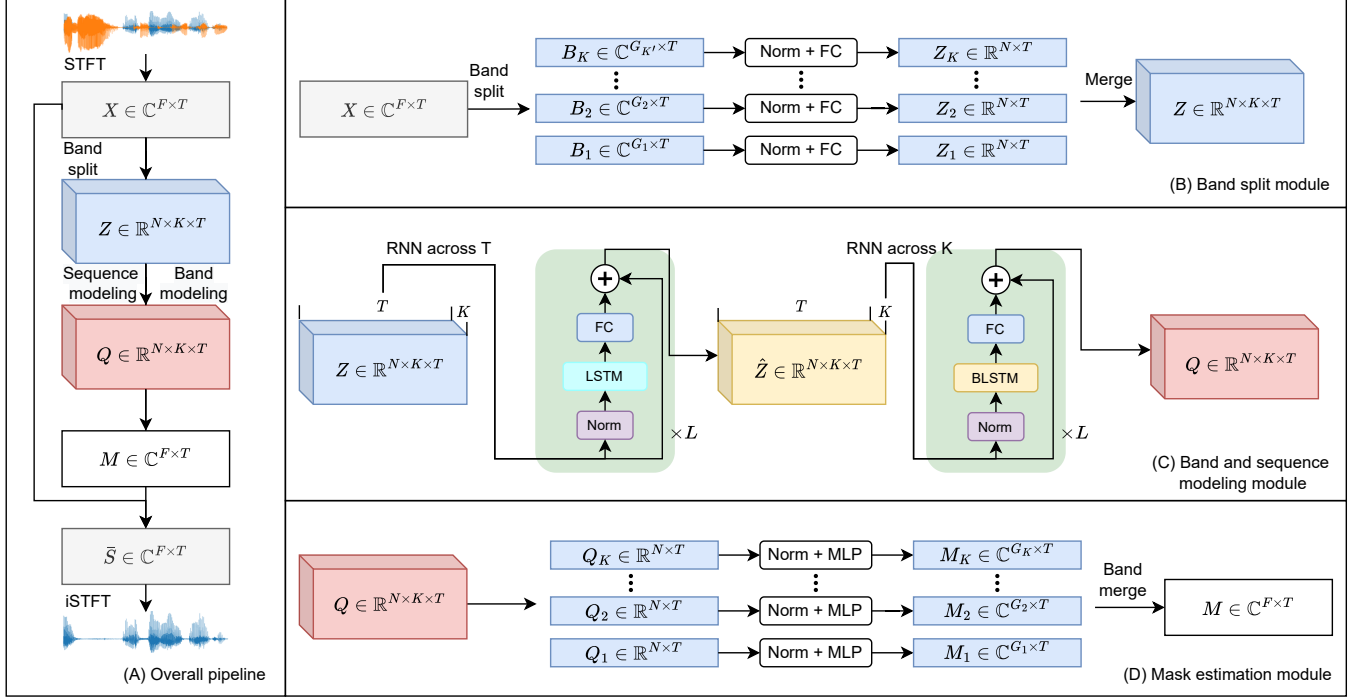 STFT
X ∈ ℂ^{F×T}
Band
split
Z ∈ ℝ^{N×K×T}
Sequence
modeling
Band
modeling
Q ∈ ℝ^{N×K×T}
M ∈ ℂ^{F×T}
S̄ ∈ ℂ^{F×T}
iSTFT
(A) Overall pipeline
X ∈ ℂ^{F×T}
Band
split
B_K ∈ ℂ^{G_{K'}×T}
Norm + FC
Z_K ∈ ℝ^{N×T}
B_2 ∈ ℂ^{G_2×T}
Norm + FC
Z_2 ∈ ℝ^{N×T}
B_1 ∈ ℂ^{G_1×T}
Norm + FC
Z_1 ∈ ℝ^{N×T}
Merge
Z ∈ ℝ^{N×K×T}
(B) Band split module
RNN across T
T
K
Z ∈ ℝ^{N×K×T}
+
FC
LSTM
Norm
×L
RNN across K
T
K
Ẑ ∈ ℝ^{N×K×T}
+
FC
BLSTM
Norm
×L
Q ∈ ℝ^{N×K×T}
(C) Band and sequence
modeling module
Q ∈ ℝ^{N×K×T}
Q_K ∈ ℝ^{N×T}
Norm + MLP
M_K ∈ ℂ^{G_K×T}
Q_2 ∈ ℝ^{N×T}
Norm + MLP
M_2 ∈ ℂ^{G_2×T}
Q_1 ∈ ℝ^{N×T}
Norm + MLP
M_1 ∈ ℂ^{G_1×T}
Band
merge
M ∈ ℂ^{F×T}
(D) Mask estimation module